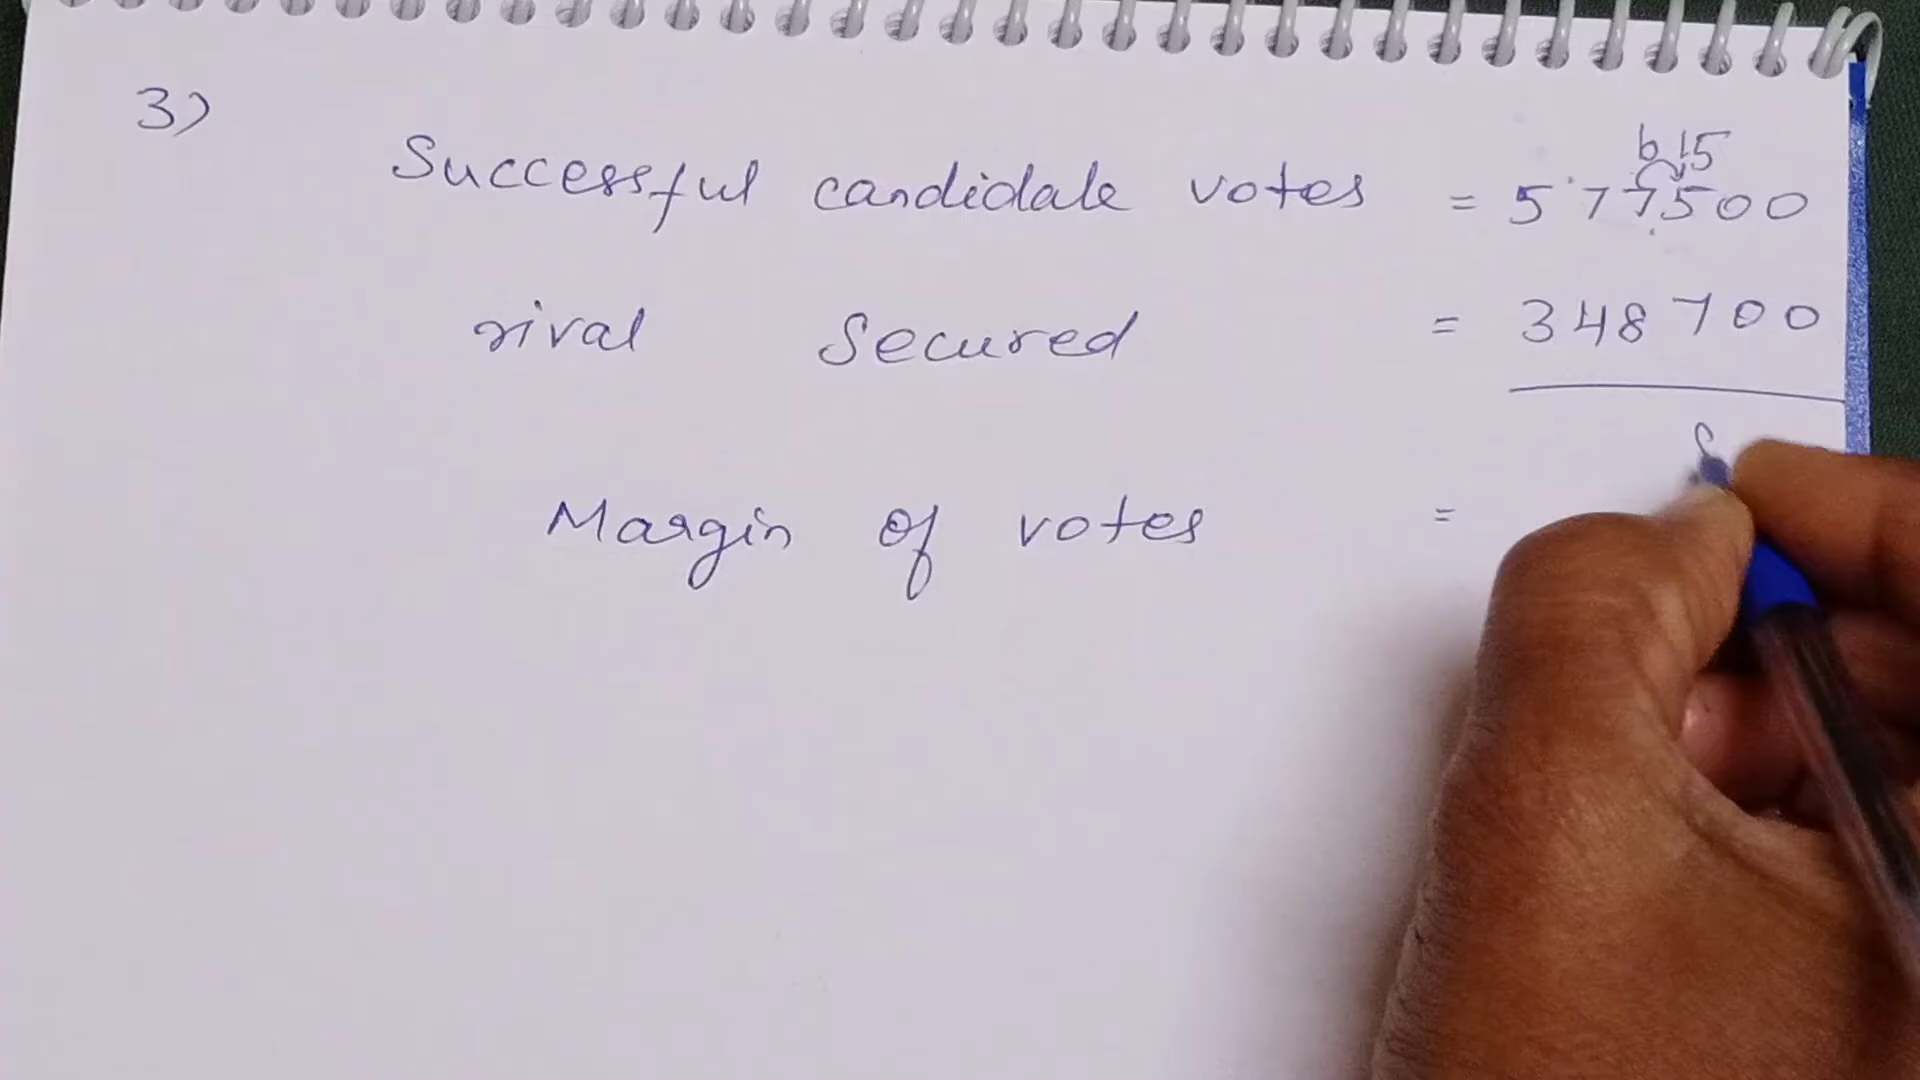 3)
6 15
Successful candidate votes = 577500
rival Secured = 348700
Margin of votes =